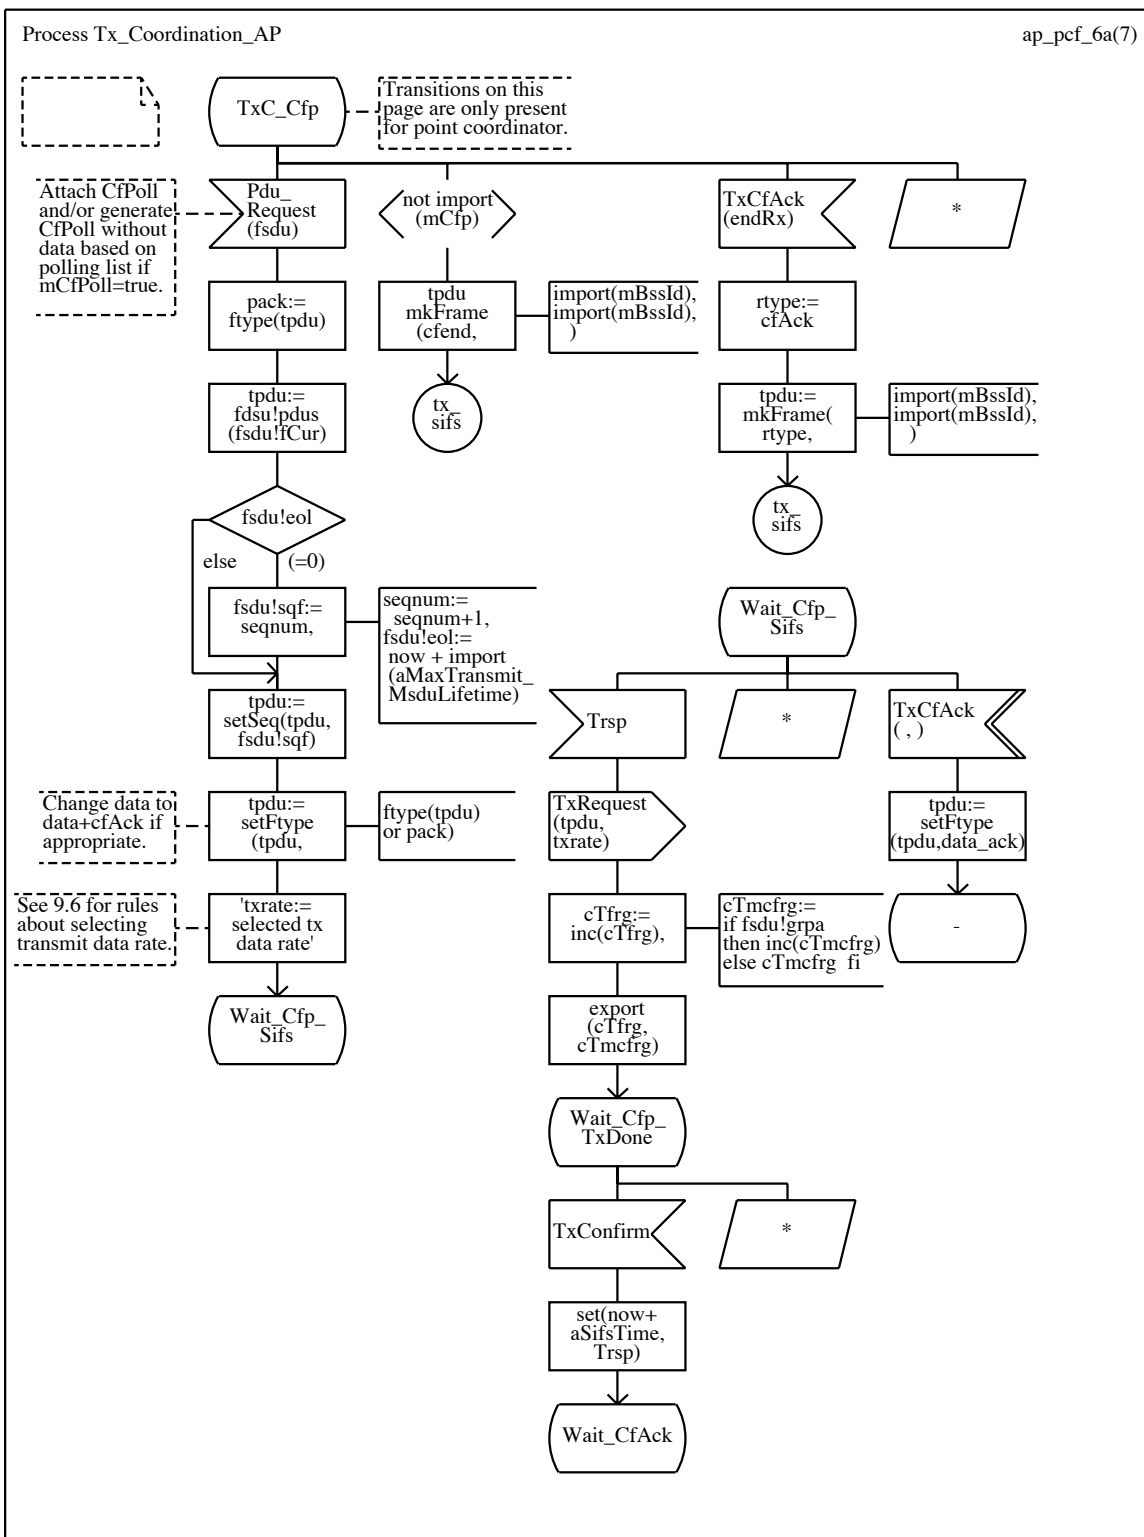 Process Tx_Coordination_AP
ap_pcf_6a(7)
TxC_Cfp
Transitions on this
page are only present
for point coordinator.
Attach CfPoll
and/or generate
CfPoll without
data based on
polling list if
mCfPoll=true.
Pdu_
Request
(fsdu)
not import
(mCfp)
TxCfAck
(endRx)
*
pack:=
ftype(tpdu)
tpdu
mkFrame
(cfend,
import(mBssId),
import(mBssId),
)
rtype:=
cfAck
tpdu:=
fdsu!pdus
(fsdu!fCur)
tx_
sifs
tpdu:=
mkFrame(
rtype,
import(mBssId),
import(mBssId),
)
tx_
sifs
fsdu!eol
else
(=0)
fsdu!sqf:=
seqnum,
seqnum:=
seqnum+1,
fsdu!eol:=
now + import
(aMaxTransmit_
MsduLifetime)
tpdu:=
setSeq(tpdu,
fsdu!sqf)
Change data to
data+cfAck if
appropriate.
tpdu:=
setFtype
(tpdu,
ftype(tpdu)
or pack)
See 9.6 for rules
about selecting
transmit data rate.
'txrate:=
selected tx
data rate'
Wait_Cfp_
Sifs
Wait_Cfp_
Sifs
Trsp
*
TxCfAck
( , )
TxRequest
(tpdu,
txrate)
tpdu:=
setFtype
(tpdu,data_ack)
cTfrg:=
inc(cTfrg),
cTmcfrg:=
if fsdu!grpa
then inc(cTmcfrg)
else cTmcfrg fi
-
export
(cTfrg,
cTmcfrg)
Wait_Cfp_
TxDone
TxConfirm
*
set(now+
aSifsTime,
Trsp)
Wait_CfAck